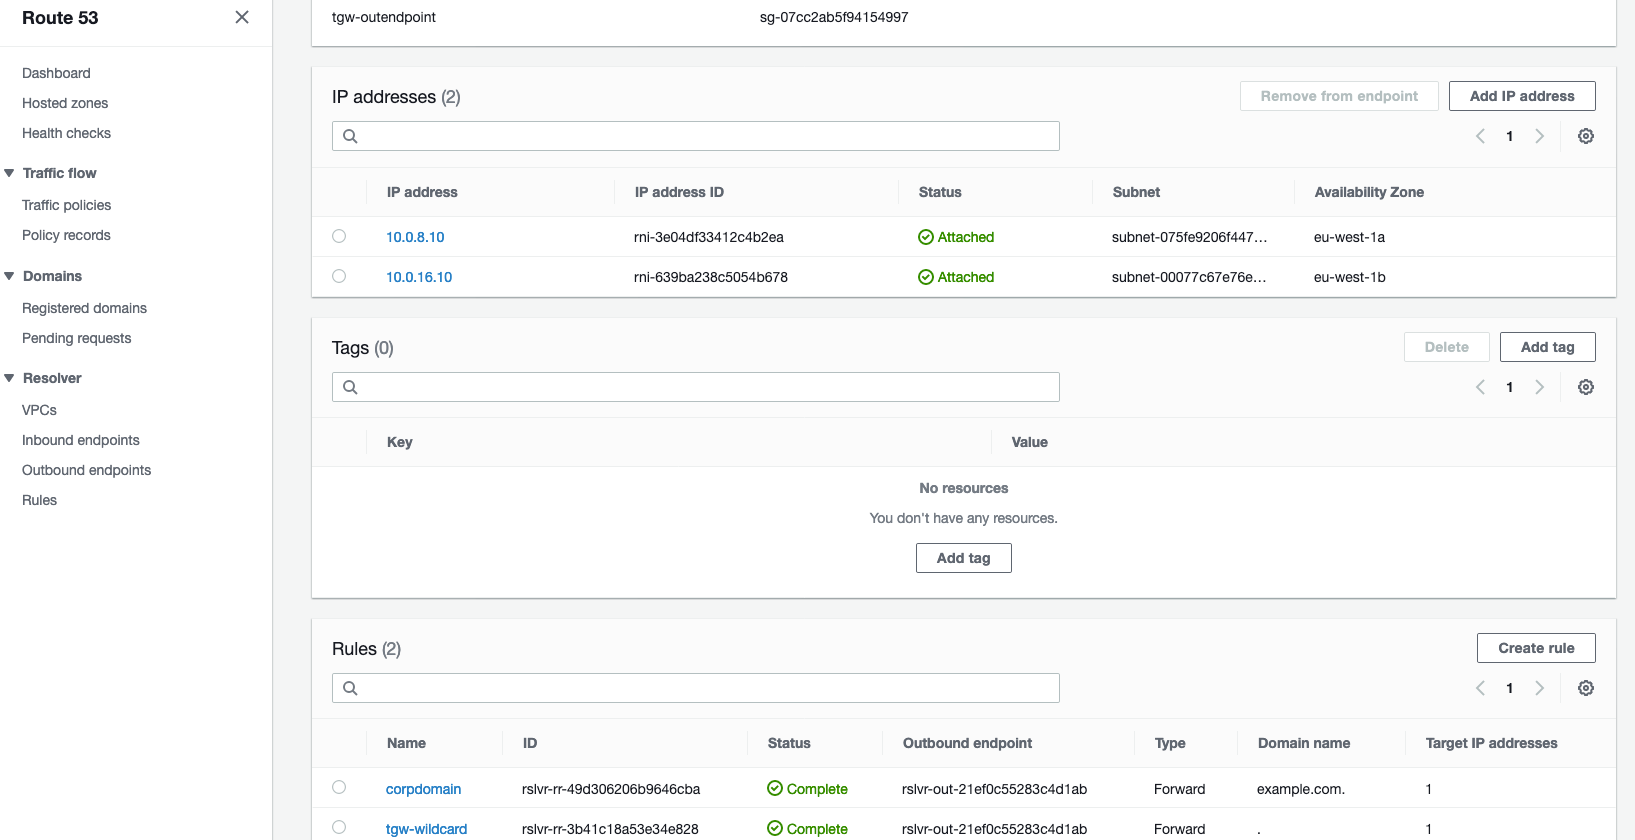 Route 53
Dashboard
Hosted zones
Health checks
Traffic flow
Traffic policies
Policy records
Domains
Registered domains
Pending requests
Resolver
VPCs
Inbound endpoints
Outbound endpoints
Rules
tgw-outendpoint sg-07cc2ab5f94154997
IP addresses (2) Remove from endpoint Add IP address
1
IP address IP address ID Status Subnet Availability Zone
10.0.8.10 rni-3e04df33412c4b2ea Attached subnet-075fe9206f447... eu-west-1a
10.0.16.10 rni-639ba238c5054b678 Attached subnet-00077c67e76e... eu-west-1b
Tags (0) Delete Add tag
1
Key Value
No resources
You don't have any resources.
Add tag
Rules (2) Create rule
1
Name ID Status Outbound endpoint Type Domain name Target IP addresses
corpdomain rslvr-rr-49d306206b9646cba Complete rslvr-out-21ef0c55283c4d1ab Forward example.com. 1
tgw-wildcard rslvr-rr-3b41c18a53e34e828 Complete rslvr-out-21ef0c55283c4d1ab Forward . 1